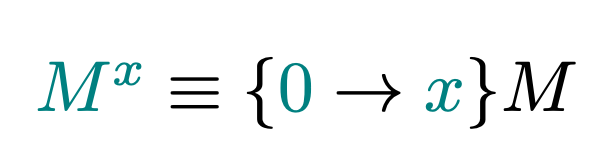 M^x ≡ {0 → x}M